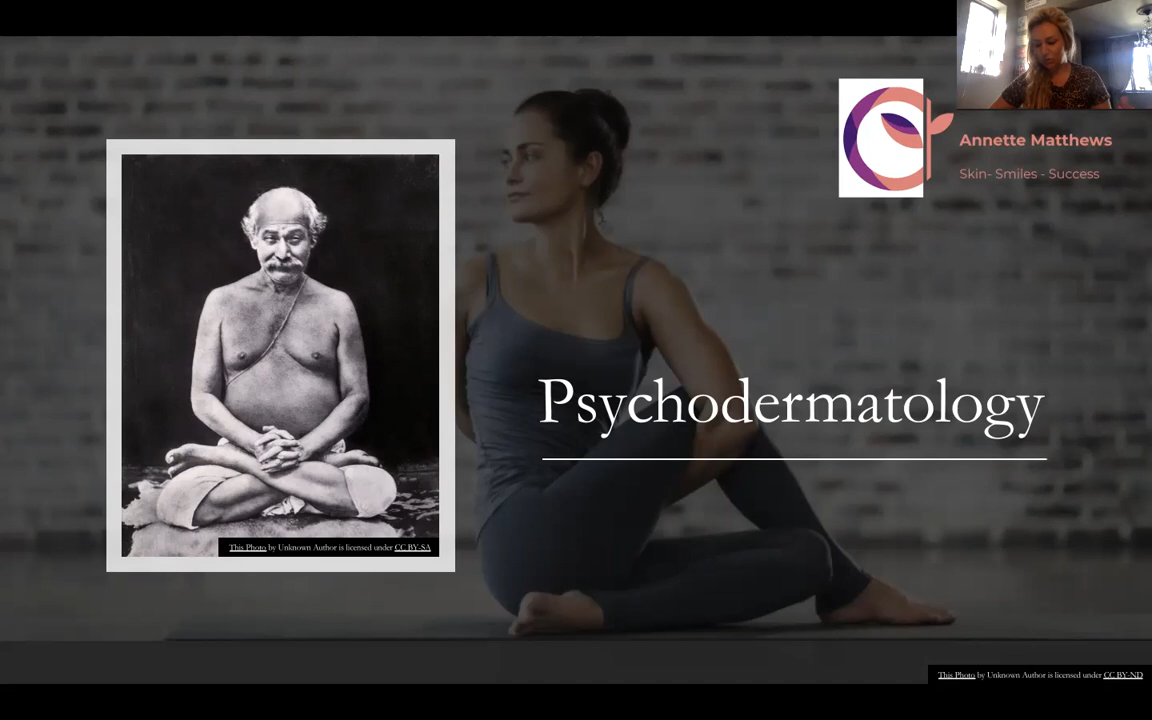 Annette Matthews
Skin- Smiles - Success
Psychodermatology
This Photo by Unknown Author is licensed under CC BY-SA
This Photo by Unknown Author is licensed under CC BY-ND